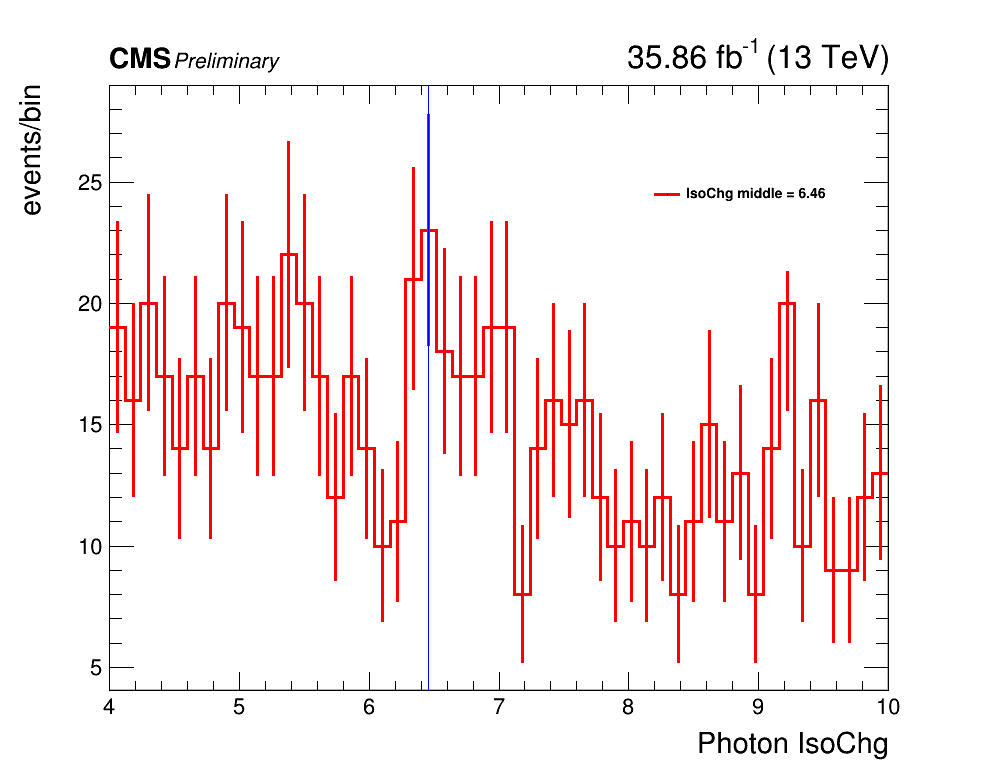 CMS Preliminary
35.86 fb-1 (13 TeV)
events/bin
25
20
15
10
5
IsoChg middle = 6.46
4 5 6 7 8 9 10
Photon IsoChg